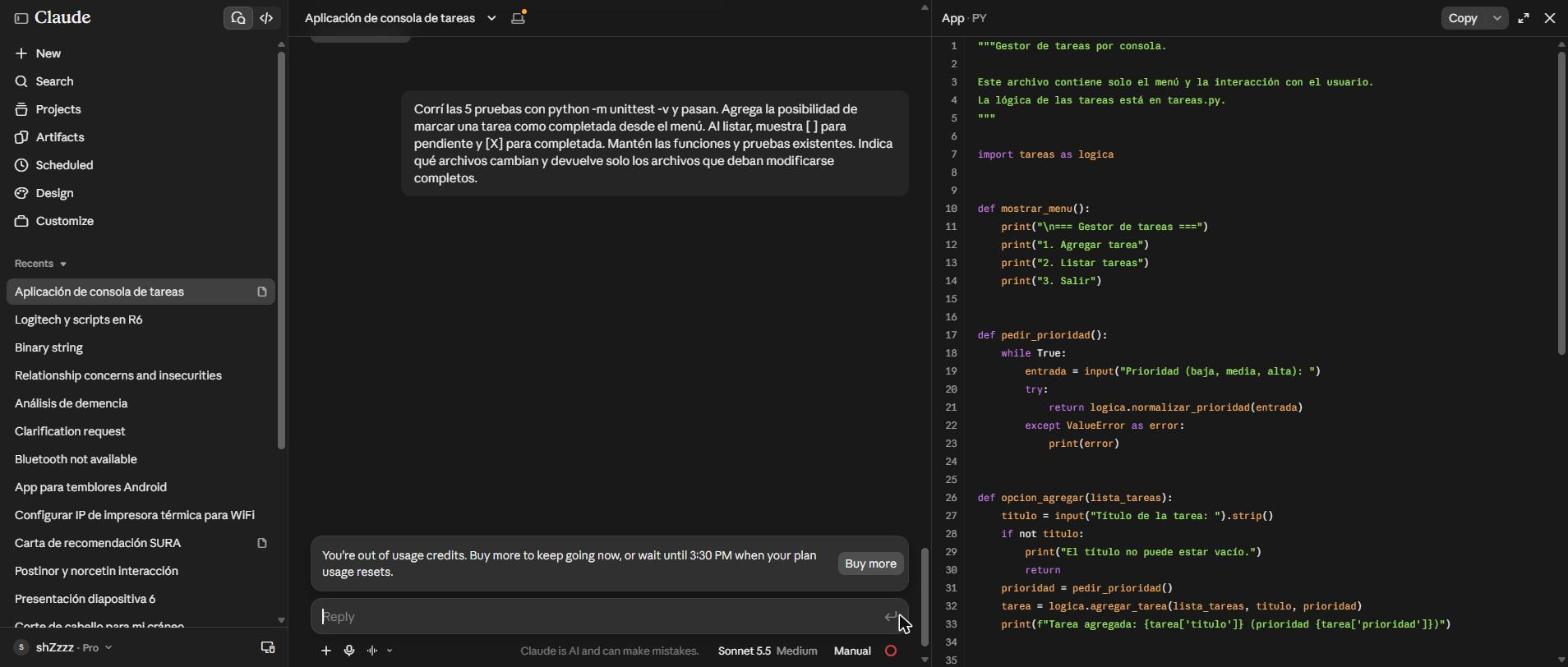 Claude
New
Search
Projects
Artifacts
Scheduled
Design
Customize
Recents
Aplicación de consola de tareas
Logitech y scripts en R6
Binary string
Relationship concerns and insecurities
Análisis de demencia
Clarification request
Bluetooth not available
App para temblores Android
Configurar IP de impresora térmica para WiFi
Carta de recomendación SURA
Postinor y norcetin interacción
Presentación diapositiva 6
Corte de cabello para mi cráneo
S shZzzz · Pro
Aplicación de consola de tareas
Corrí las 5 pruebas con python -m unittest -v y pasan. Agrega la posibilidad de
marcar una tarea como completada desde el menú. Al listar, muestra [ ] para
pendiente y [X] para completada. Mantén las funciones y pruebas existentes. Indica
qué archivos cambian y devuelve solo los archivos que deban modificarse
completos.
You're out of usage credits. Buy more to keep going now, or wait until 3:30 PM when your plan
usage resets.
Buy more
Reply
Claude is AI and can make mistakes.
Sonnet 5.5 Medium
Manual
App · PY
Copy
1 """Gestor de tareas por consola.
2
3 Este archivo contiene solo el menú y la interacción con el usuario.
4 La lógica de las tareas está en tareas.py.
5 """
6
7 import tareas as logica
8
9
10 def mostrar_menu():
11     print("\n=== Gestor de tareas ===")
12     print("1. Agregar tarea")
13     print("2. Listar tareas")
14     print("3. Salir")
15
16
17 def pedir_prioridad():
18     while True:
19         entrada = input("Prioridad (baja, media, alta): ")
20         try:
21             return logica.normalizar_prioridad(entrada)
22         except ValueError as error:
23             print(error)
24
25
26 def opcion_agregar(lista_tareas):
27     titulo = input("Título de la tarea: ").strip()
28     if not titulo:
29         print("El título no puede estar vacío.")
30         return
31     prioridad = pedir_prioridad()
32     tarea = logica.agregar_tarea(lista_tareas, titulo, prioridad)
33     print(f"Tarea agregada: {tarea['titulo']} (prioridad {tarea['prioridad']})")
34
35